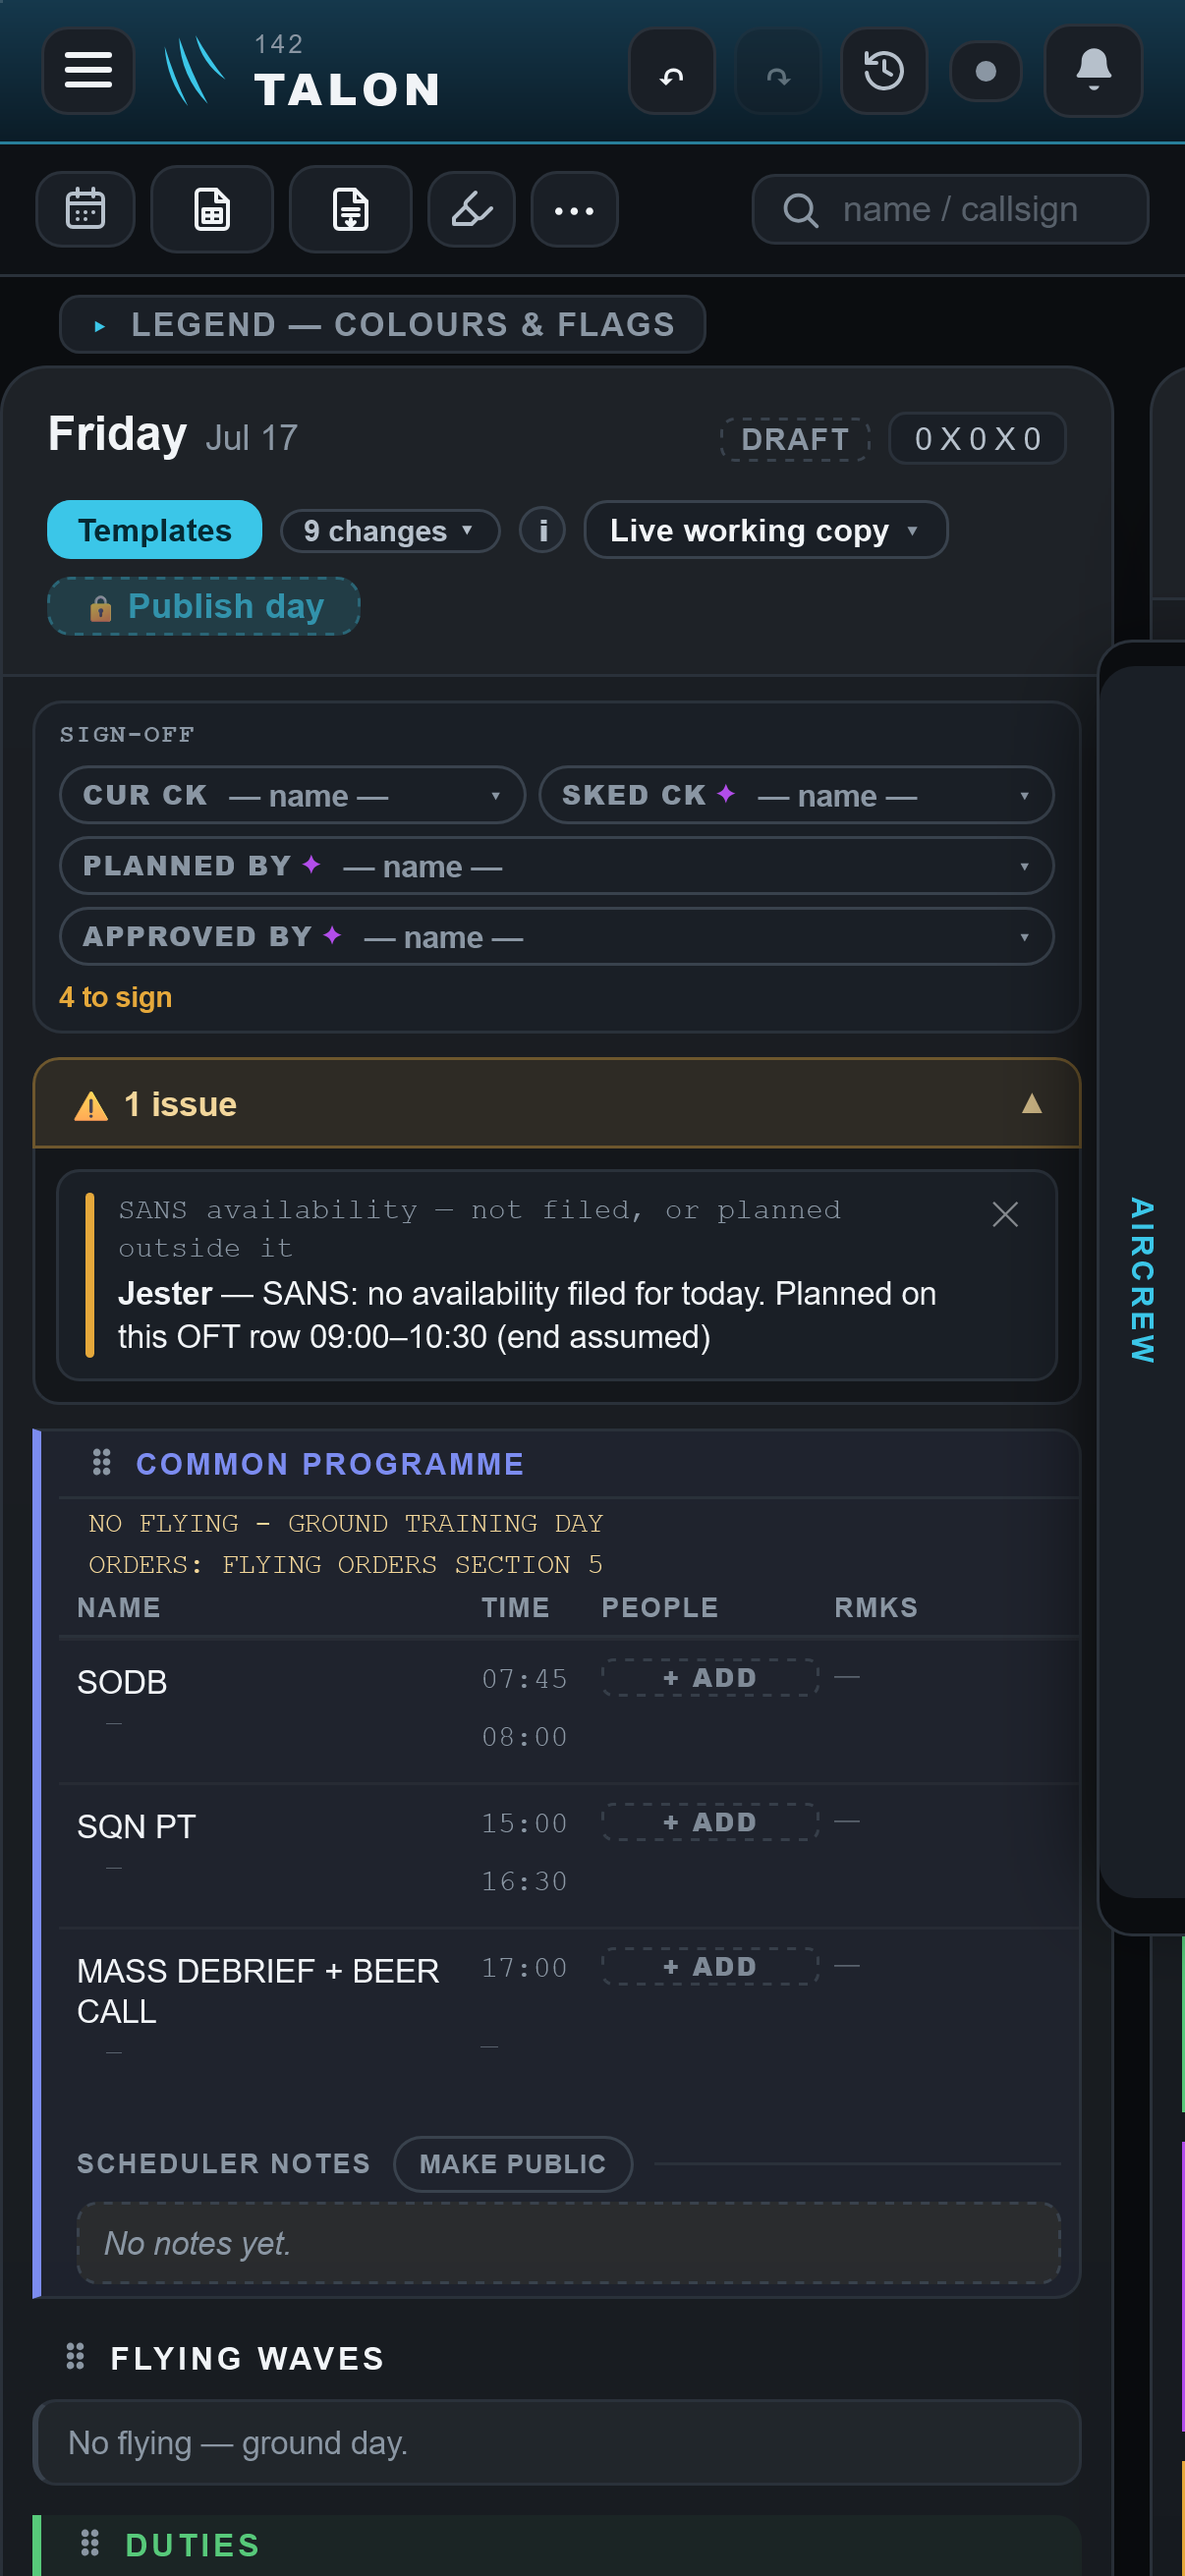 142
TALON
name / callsign
LEGEND — COLOURS & FLAGS
Friday Jul 17 DRAFT 0 X 0 X 0
Templates 9 changes i Live working copy
Publish day
SIGN-OFF
CUR CK — name — SKED CK — name —
PLANNED BY — name —
APPROVED BY — name —
4 to sign
1 issue
SANS availability — not filed, or planned
outside it
Jester — SANS: no availability filed for today. Planned on
this OFT row 09:00–10:30 (end assumed)
AIRCREW
COMMON PROGRAMME
NO FLYING - GROUND TRAINING DAY
ORDERS: FLYING ORDERS SECTION 5
NAME TIME PEOPLE RMKS
SODB 07:45 + ADD —
— 08:00
SQN PT 15:00 + ADD —
— 16:30
MASS DEBRIEF + BEER 17:00 + ADD —
CALL
— —
SCHEDULER NOTES MAKE PUBLIC
No notes yet.
FLYING WAVES
No flying — ground day.
DUTIES